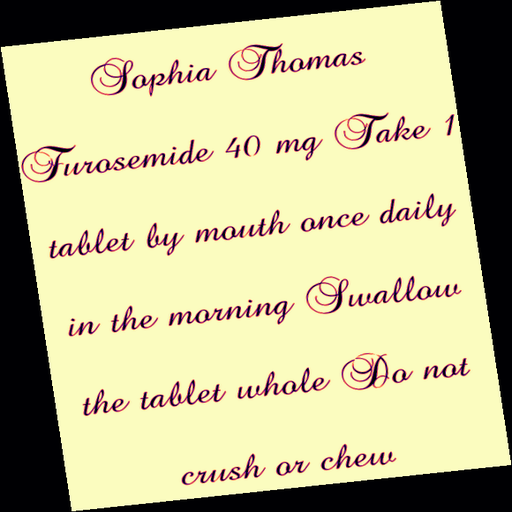 Sophia Thomas
Furosemide 40 mg Take 1
tablet by mouth once daily
in the morning Swallow
the tablet whole Do not
crush or chew